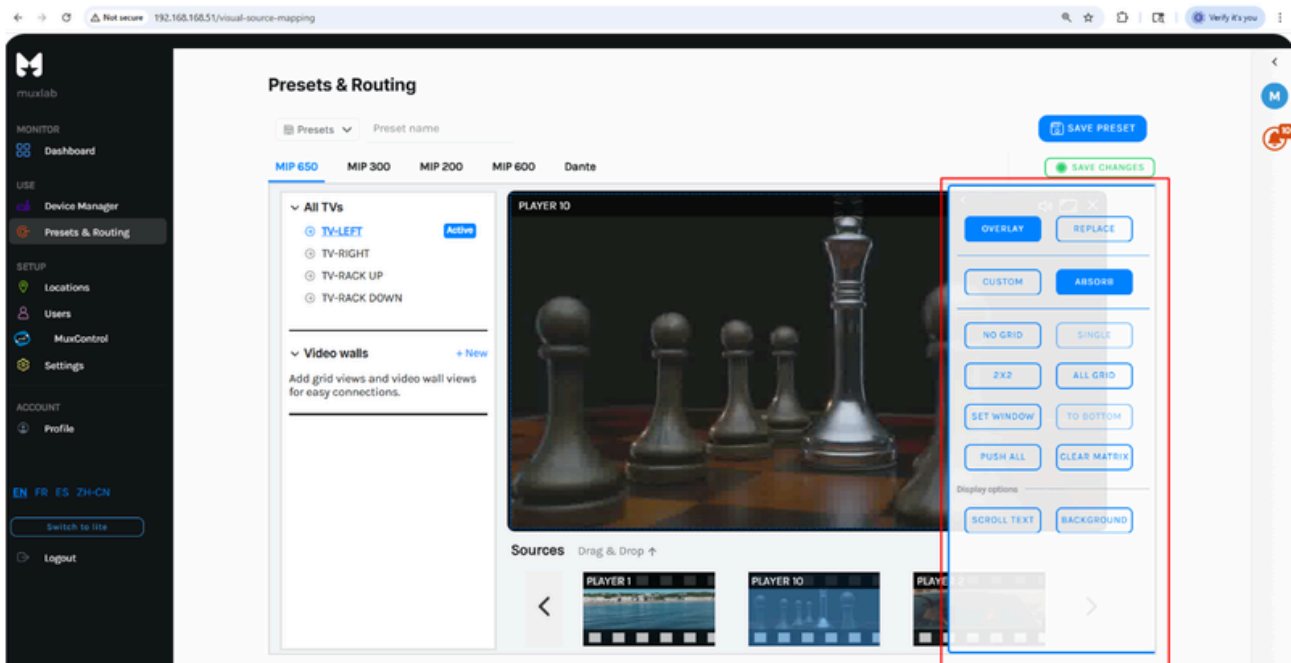 Not secure 192.168.168.51/visual-source-mapping
Verify it's you
muxlab
MONITOR
Dashboard
USE
Device Manager
Presets & Routing
SETUP
Locations
Users
MuxControl
Settings
ACCOUNT
Profile
EN FR ES ZH-CN
Switch to lite
Logout
Presets & Routing
Presets
Preset name
SAVE PRESET
MIP 650 MIP 300 MIP 200 MIP 600 Dante
SAVE CHANGES
All TVs
TV-LEFT Active
TV-RIGHT
TV-RACK UP
TV-RACK DOWN
Video walls + New
Add grid views and video wall views
for easy connections.
PLAYER 10
OVERLAY REPLACE
CUSTOM ABSORB
NO GRID SINGLE
2X2 ALL GRID
SET WINDOW TO BOTTOM
PUSH ALL CLEAR MATRIX
Display options
SCROLL TEXT BACKGROUND
Sources Drag & Drop ↑
PLAYER 1 PLAYER 10 PLAYER 2
M
10